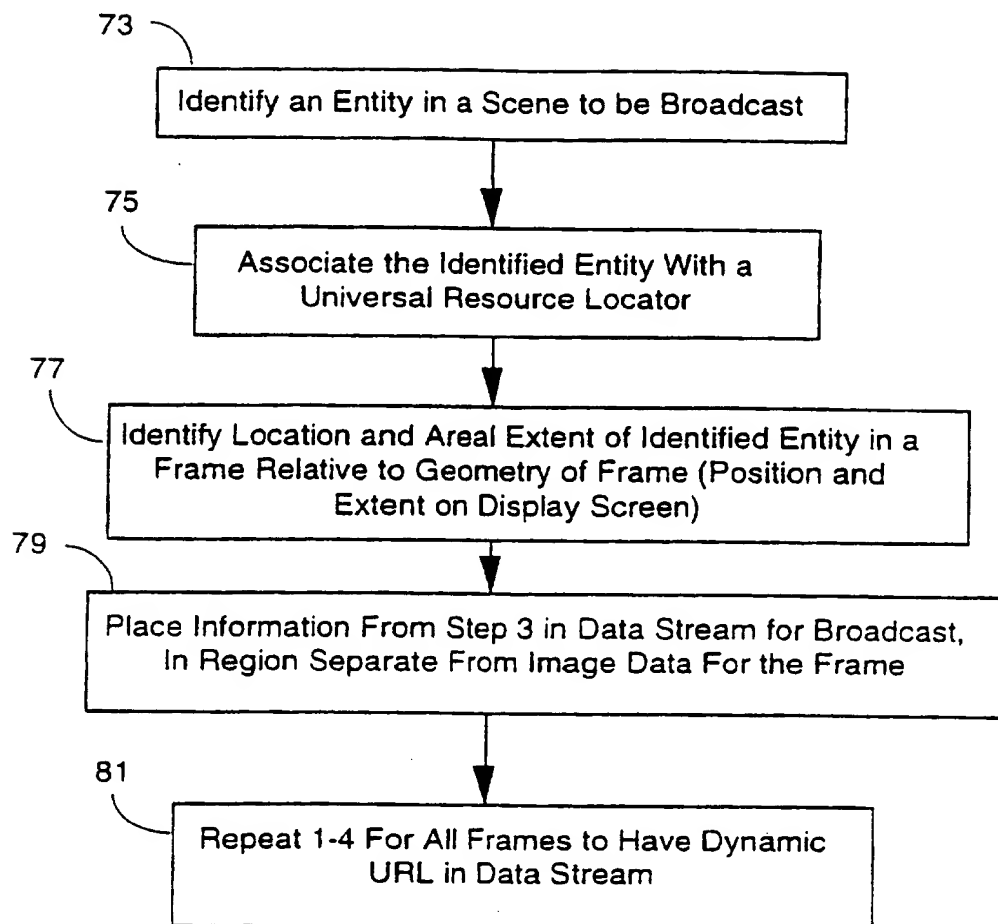 73
Identify an Entity in a Scene to be Broadcast
75
Associate the Identified Entity With a
Universal Resource Locator
77
Identify Location and Areal Extent of Identified Entity in a
Frame Relative to Geometry of Frame (Position and
Extent on Display Screen)
79
Place Information From Step 3 in Data Stream for Broadcast,
In Region Separate From Image Data For the Frame
81
Repeat 1-4 For All Frames to Have Dynamic
URL in Data Stream